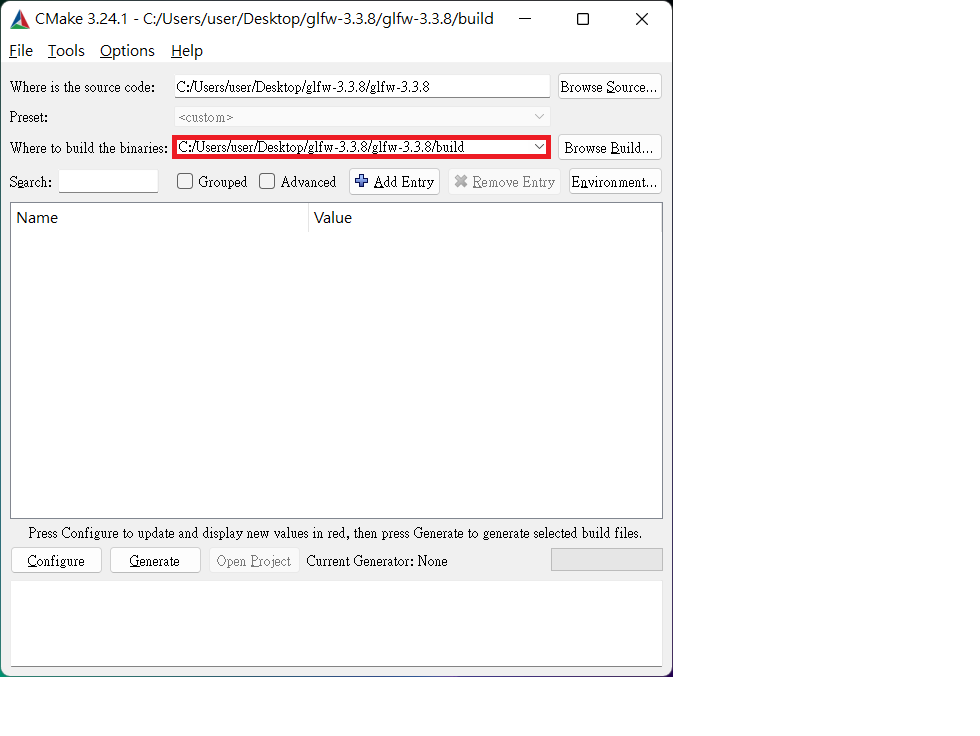 CMake 3.24.1 - C:/Users/user/Desktop/glfw-3.3.8/glfw-3.3.8/build
File Tools Options Help
Where is the source code: C:/Users/user/Desktop/glfw-3.3.8/glfw-3.3.8 Browse Source...
Preset: <custom>
Where to build the binaries: C:/Users/user/Desktop/glfw-3.3.8/glfw-3.3.8/build Browse Build...
Search: Grouped Advanced Add Entry Remove Entry Environment...
Name Value
Press Configure to update and display new values in red, then press Generate to generate selected build files.
Configure Generate Open Project Current Generator: None